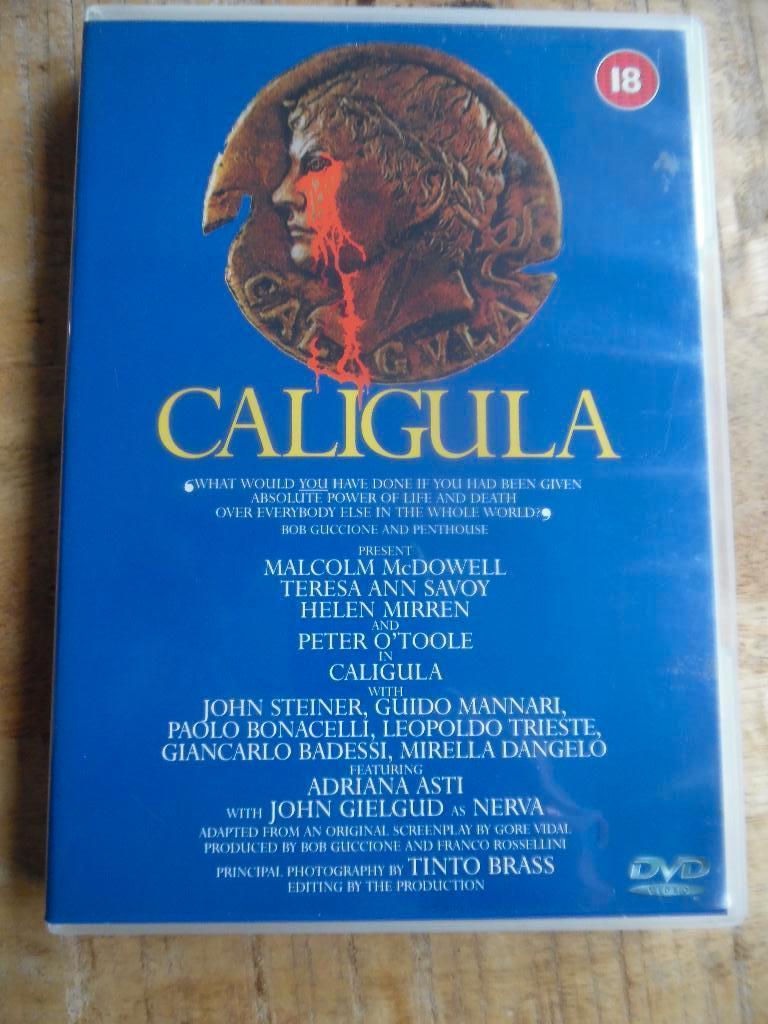 18
CALIGVLA
CALIGULA
“WHAT WOULD YOU HAVE DONE IF YOU HAD BEEN GIVEN
ABSOLUTE POWER OF LIFE AND DEATH
OVER EVERYBODY ELSE IN THE WHOLE WORLD?”
BOB GUCCIONE AND PENTHOUSE
PRESENT
MALCOLM McDOWELL
TERESA ANN SAVOY
HELEN MIRREN
AND
PETER O'TOOLE
IN
CALIGULA
WITH
JOHN STEINER, GUIDO MANNARI,
PAOLO BONACELLI, LEOPOLDO TRIESTE,
GIANCARLO BADESSI, MIRELLA DANGELO
FEATURING
ADRIANA ASTI
WITH JOHN GIELGUD AS NERVA
ADAPTED FROM AN ORIGINAL SCREENPLAY BY GORE VIDAL
PRODUCED BY BOB GUCCIONE AND FRANCO ROSSELLINI
PRINCIPAL PHOTOGRAPHY BY TINTO BRASS
EDITING BY THE PRODUCTION
DVD
VIDEO